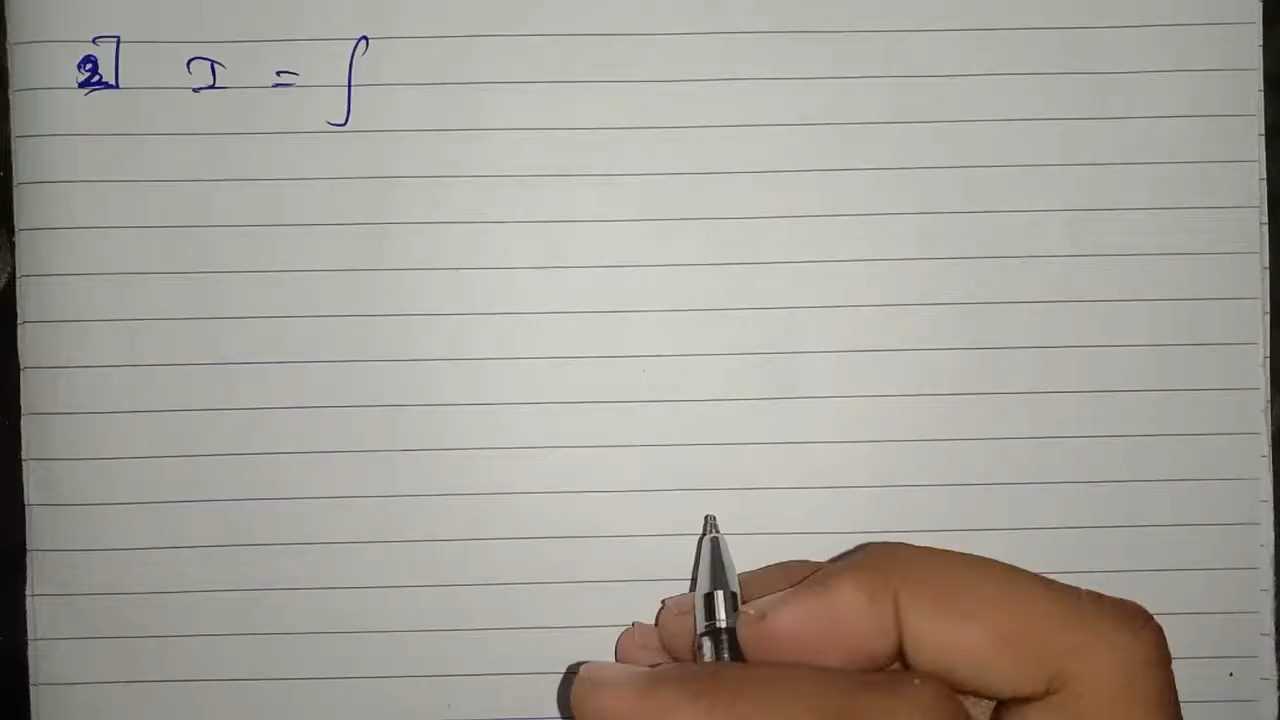 2] I = ∫